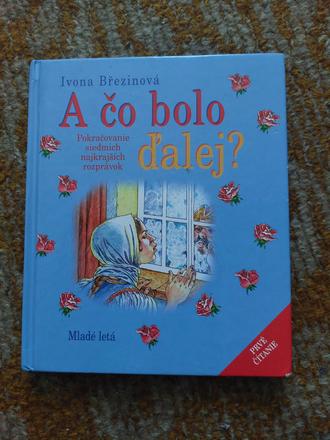 Ivona Březinová
A čo bolo
ďalej?
Pokračovanie
siedmich
najkrajších
rozprávok
Mladé letá
PRVÉ
ČÍTANIE